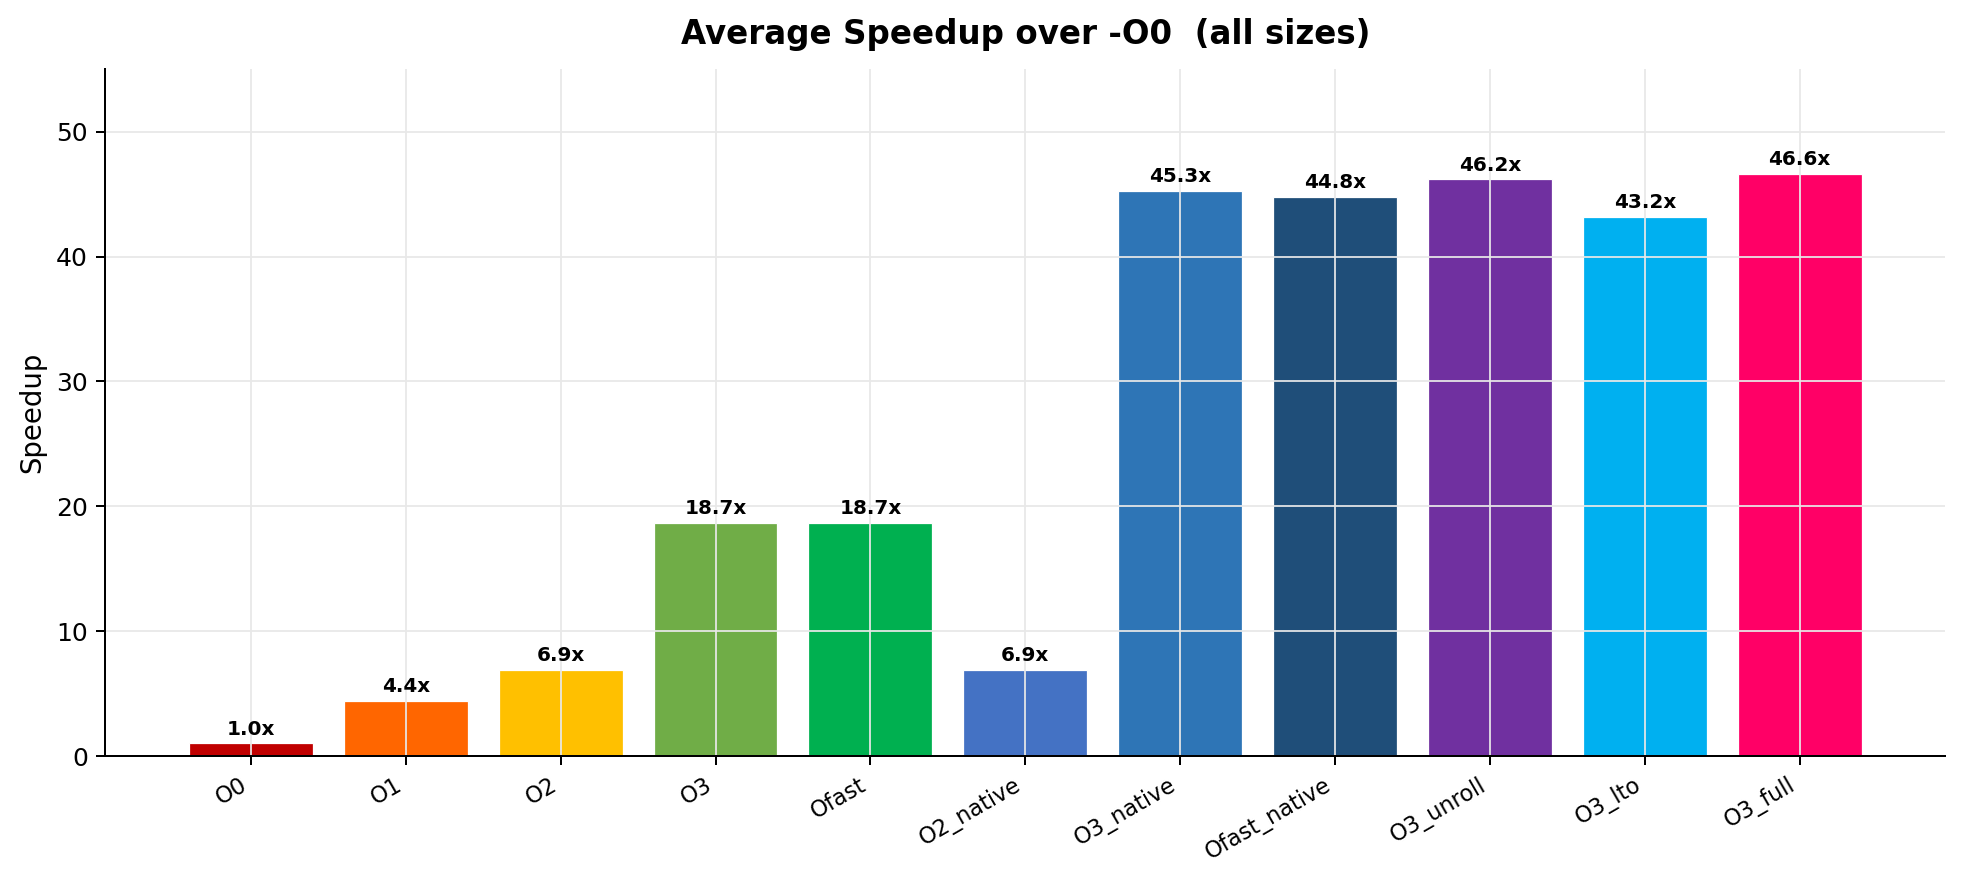 Average Speedup over -O0  (all sizes)
Speedup
50
40
30
20
10
0
1.0x
4.4x
6.9x
18.7x
18.7x
6.9x
45.3x
44.8x
46.2x
43.2x
46.6x
O0
O1
O2
O3
Ofast
O2_native
O3_native
Ofast_native
O3_unroll
O3_lto
O3_full